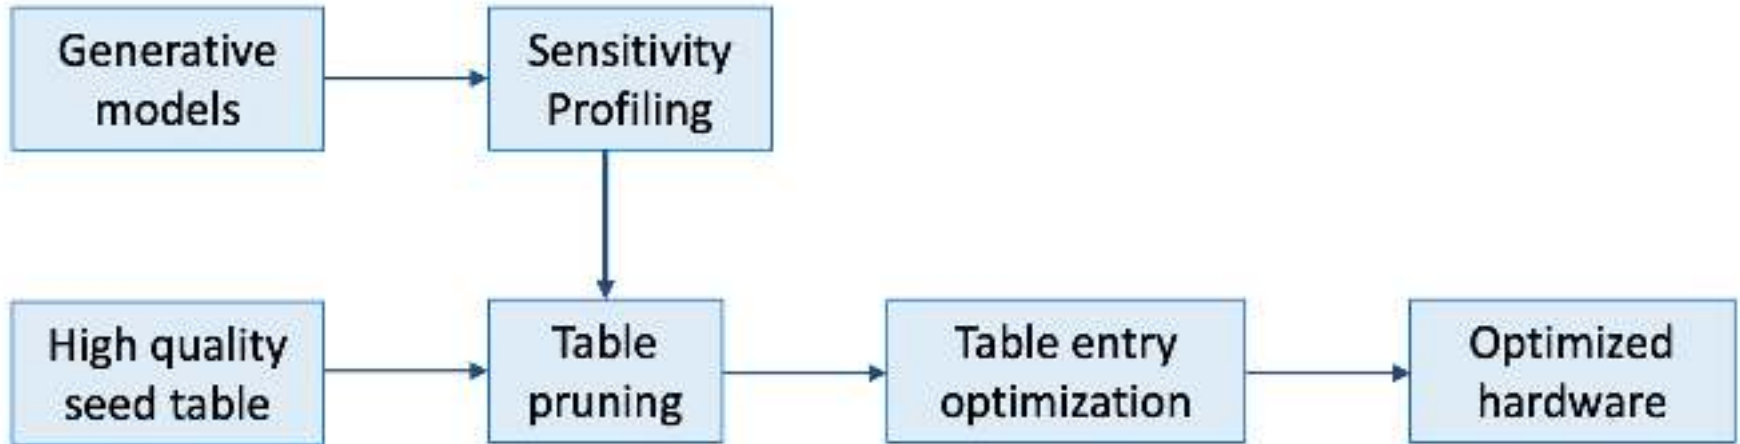 Generative
models
Sensitivity
Profiling
High quality
seed table
Table
pruning
Table entry
optimization
Optimized
hardware